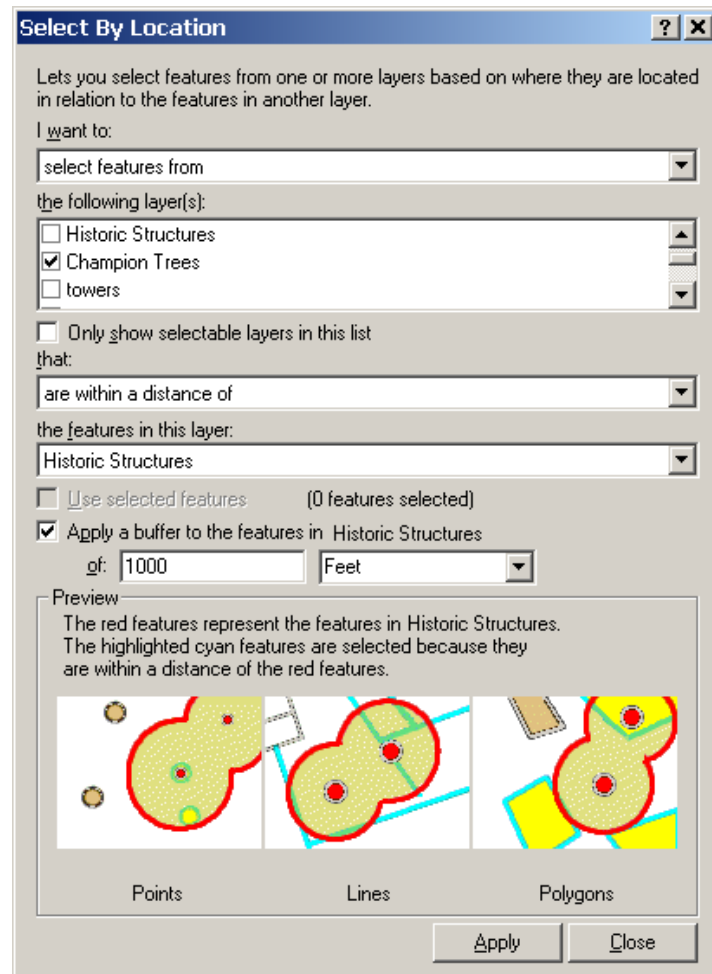 Select By Location
Lets you select features from one or more layers based on where they are located
in relation to the features in another layer.
I want to:
select features from
the following layer(s):
Historic Structures
Champion Trees
towers
Only show selectable layers in this list
that:
are within a distance of
the features in this layer:
Historic Structures
Use selected features (0 features selected)
Apply a buffer to the features in Historic Structures
of: 1000 Feet
Preview
The red features represent the features in Historic Structures.
The highlighted cyan features are selected because they
are within a distance of the red features.
Points Lines Polygons
Apply Close